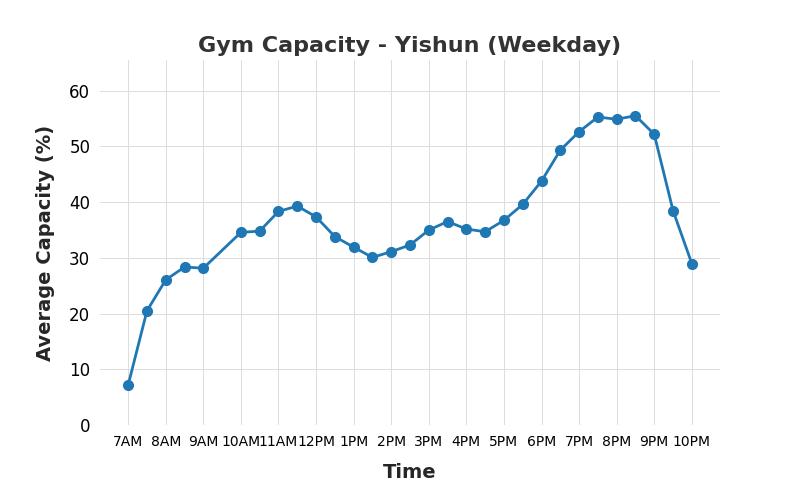 Gym Capacity - Yishun (Weekday)
Average Capacity (%)
60
50
40
30
20
10
0
7AM 8AM 9AM 10AM 11AM 12PM 1PM 2PM 3PM 4PM 5PM 6PM 7PM 8PM 9PM 10PM
Time